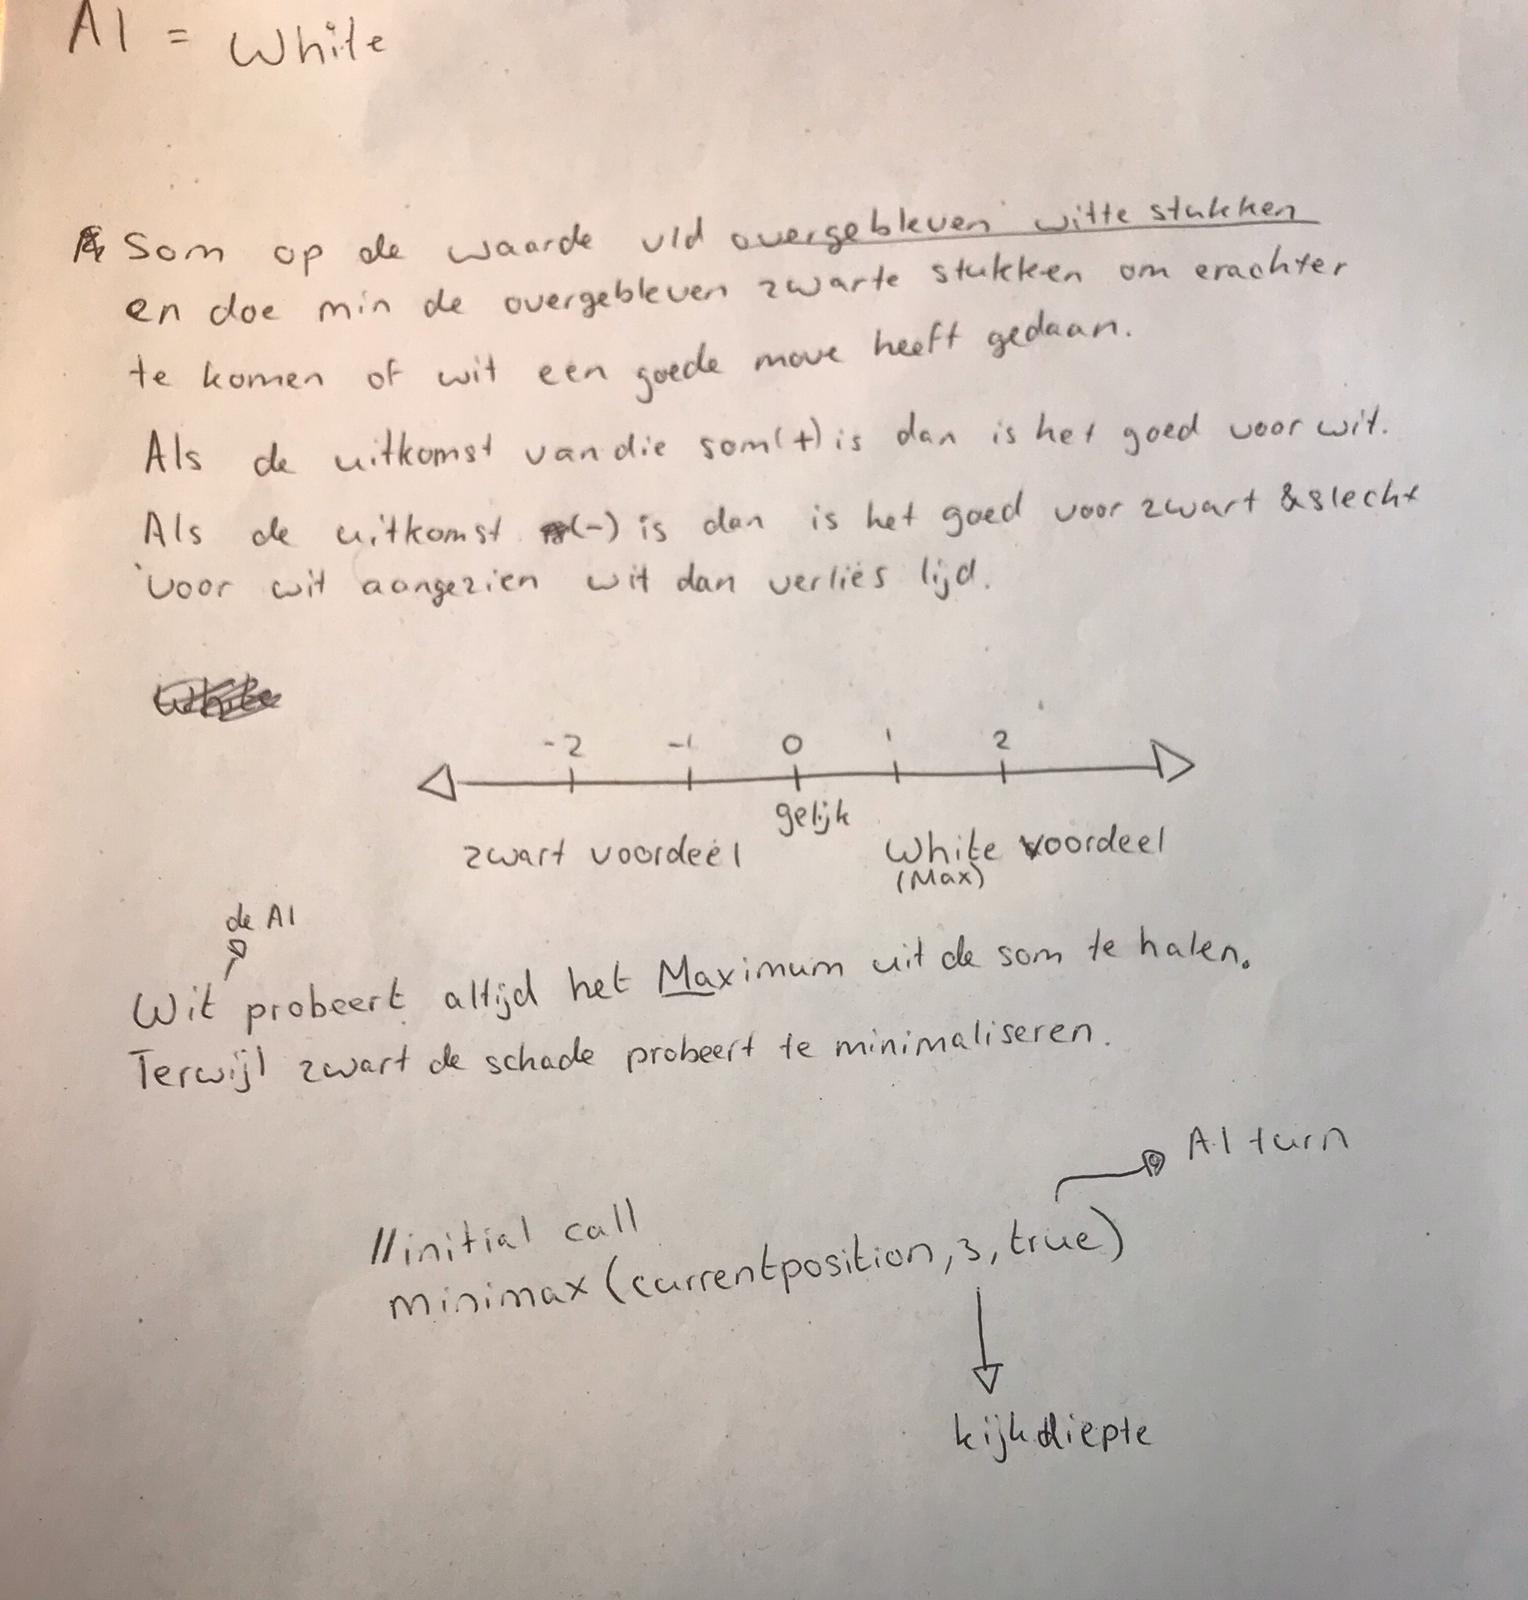 AI = White
Som op de waarde v/d overgebleven witte stukken
en doe min de overgebleven zwarte stukken om erachter
te komen of wit een goede move heeft gedaan.
Als de uitkomst van die som(+) is dan is het goed voor wit.
Als de uitkomst (-) is dan is het goed voor zwart & slecht
voor wit aangezien wit dan verlies lijd.
-2 -1 0 1 2
gelijk
zwart voordeel White voordeel
(Max)
de AI
Wit probeert altijd het Maximum uit de som te halen.
Terwijl zwart de schade probeert te minimaliseren.
AI turn
//initial call
minimax (currentposition, 3, true)
kijkdiepte